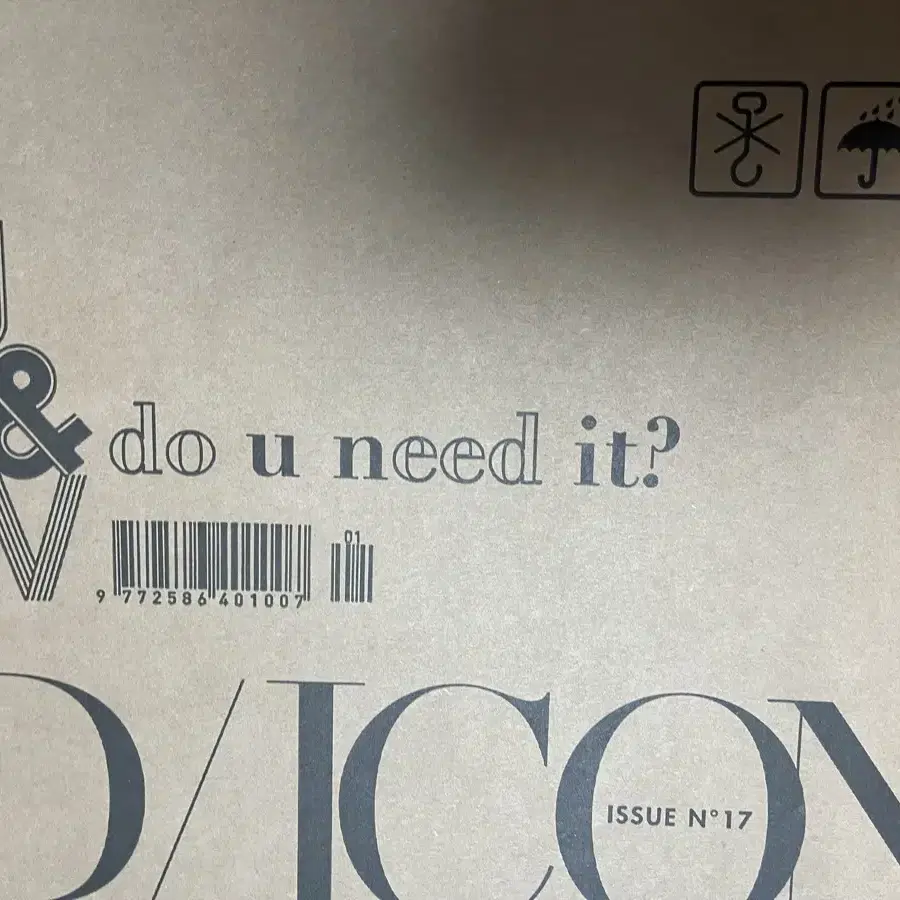 &
V
do u need it?
01
9 772586 401007
D/ICON
ISSUE N°17